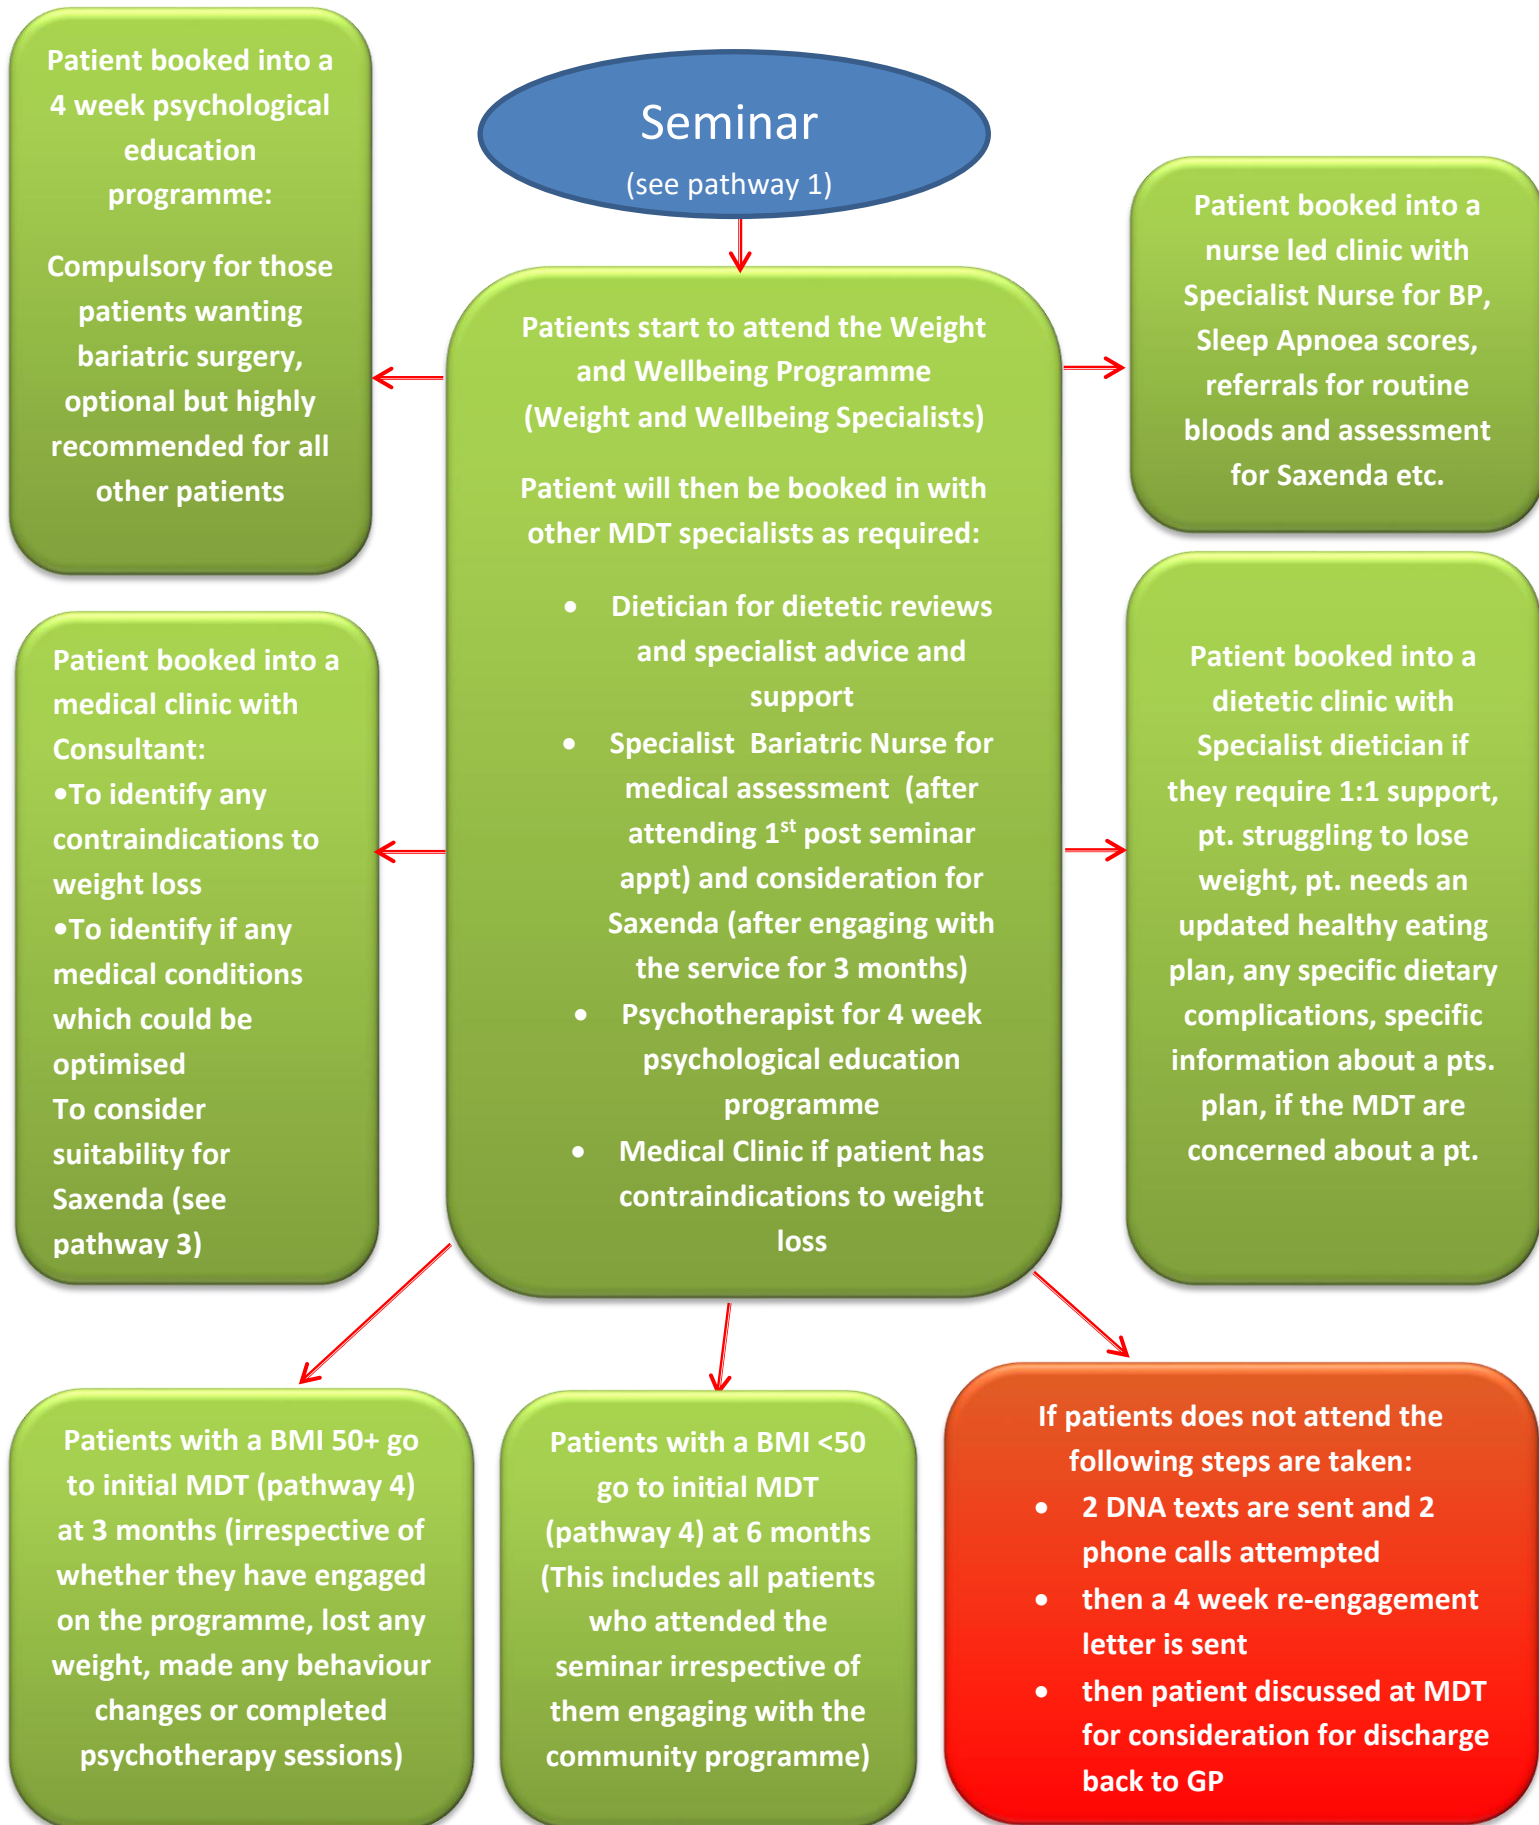 Seminar
(see pathway 1)
Patient booked into a
4 week psychological
education
programme:
Compulsory for those
patients wanting
bariatric surgery,
optional but highly
recommended for all
other patients
Patients start to attend the Weight
and Wellbeing Programme
(Weight and Wellbeing Specialists)
Patient will then be booked in with
other MDT specialists as required:
• Dietician for dietetic reviews
and specialist advice and
support
• Specialist Bariatric Nurse for
medical assessment (after
attending 1st post seminar
appt) and consideration for
Saxenda (after engaging with
the service for 3 months)
• Psychotherapist for 4 week
psychological education
programme
• Medical Clinic if patient has
contraindications to weight
loss
Patient booked into a
nurse led clinic with
Specialist Nurse for BP,
Sleep Apnoea scores,
referrals for routine
bloods and assessment
for Saxenda etc.
Patient booked into a
medical clinic with
Consultant:
•To identify any
contraindications to
weight loss
•To identify if any
medical conditions
which could be
optimised
To consider
suitability for
Saxenda (see
pathway 3)
Patient booked into a
dietetic clinic with
Specialist dietician if
they require 1:1 support,
pt. struggling to lose
weight, pt. needs an
updated healthy eating
plan, any specific dietary
complications, specific
information about a pts.
plan, if the MDT are
concerned about a pt.
Patients with a BMI 50+ go
to initial MDT (pathway 4)
at 3 months (irrespective of
whether they have engaged
on the programme, lost any
weight, made any behaviour
changes or completed
psychotherapy sessions)
Patients with a BMI <50
go to initial MDT
(pathway 4) at 6 months
(This includes all patients
who attended the
seminar irrespective of
them engaging with the
community programme)
If patients does not attend the
following steps are taken:
• 2 DNA texts are sent and 2
phone calls attempted
• then a 4 week re-engagement
letter is sent
• then patient discussed at MDT
for consideration for discharge
back to GP